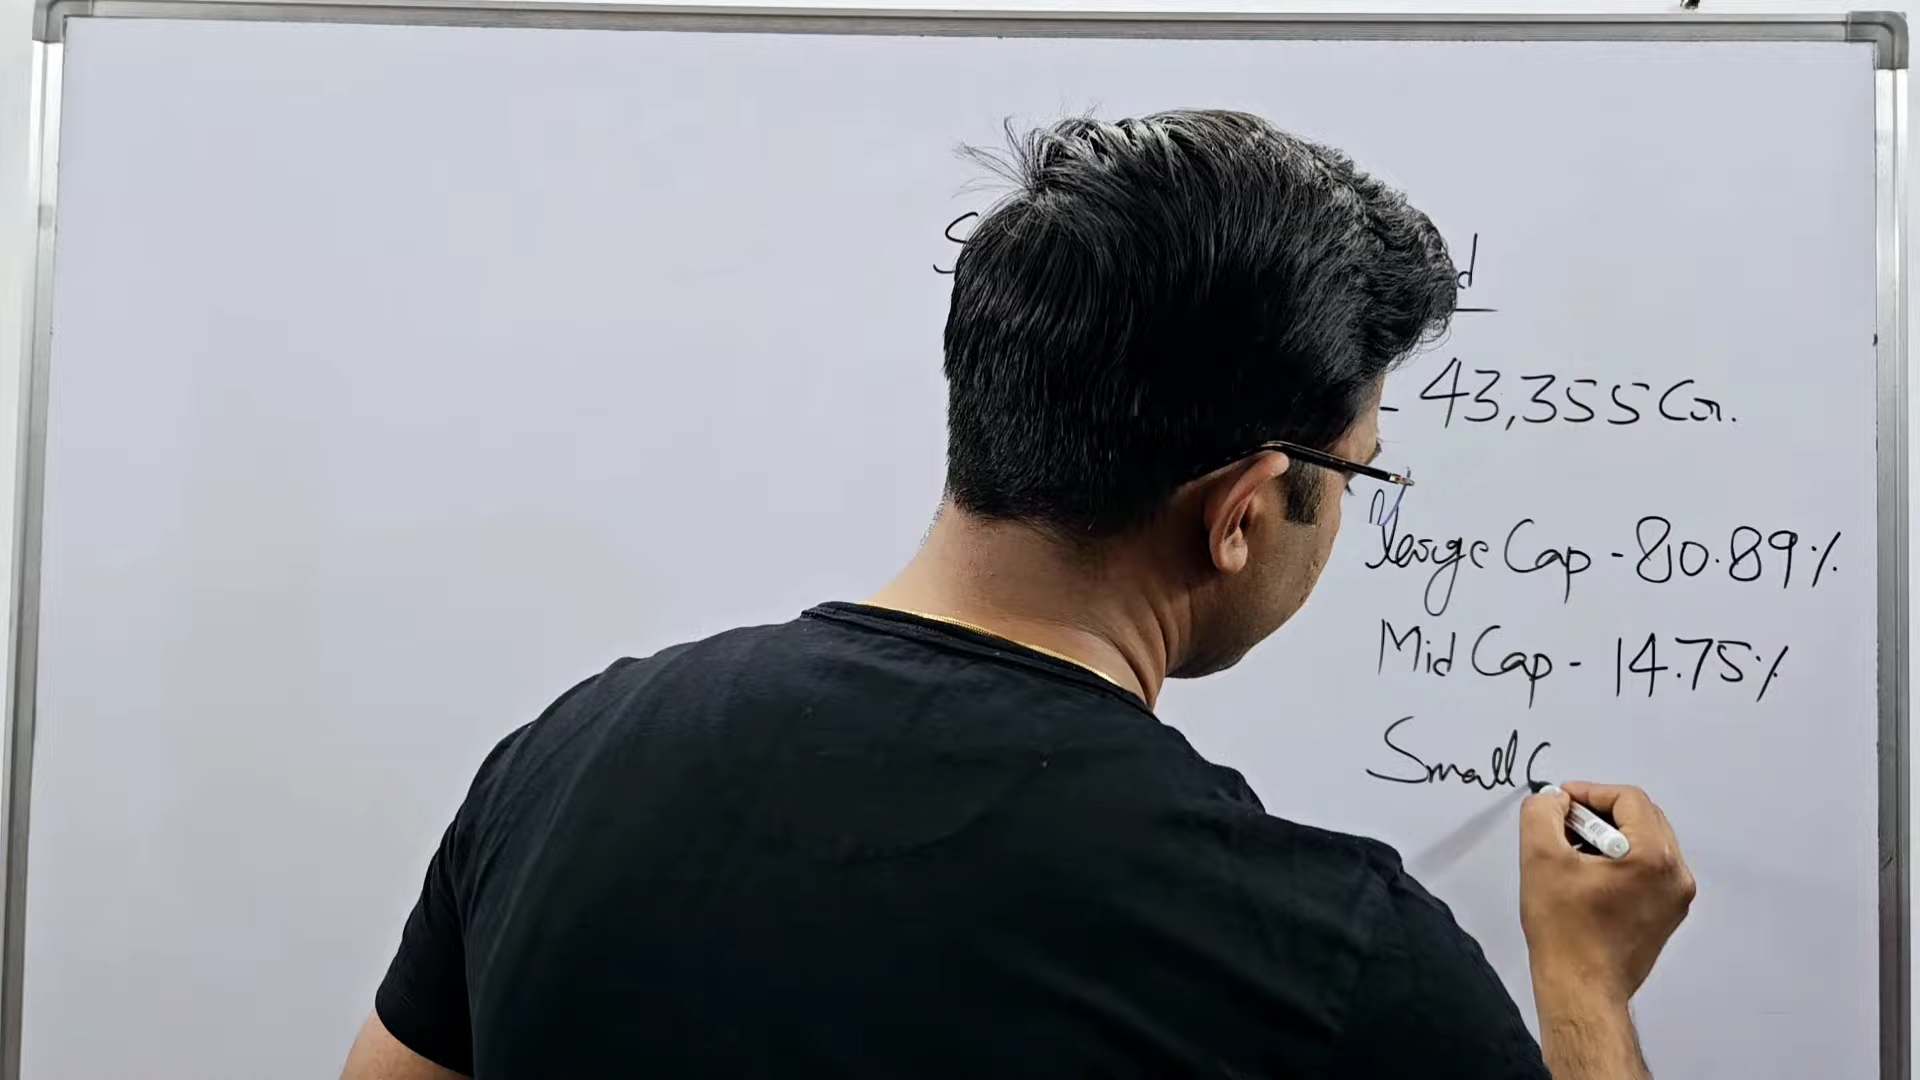 - 43,355 Cr.
Large Cap - 80.89%
Mid Cap - 14.75%
Small C